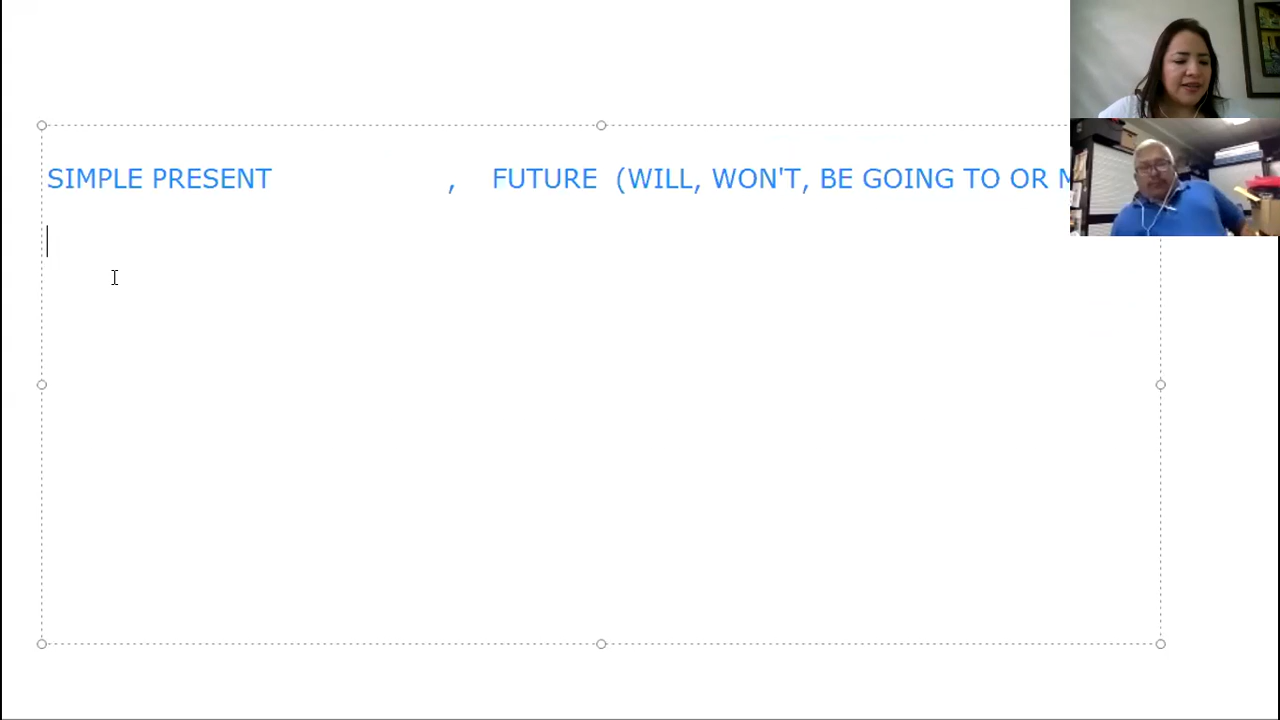 SIMPLE PRESENT , FUTURE (WILL, WON'T, BE GOING TO OR